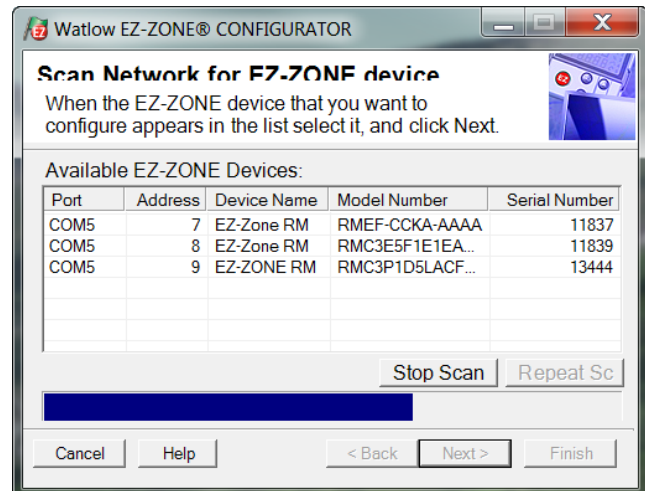 Watlow EZ-ZONE® CONFIGURATOR
Scan Network for EZ-ZONE device
When the EZ-ZONE device that you want to
configure appears in the list select it, and click Next.
Available EZ-ZONE Devices:
Port Address Device Name Model Number Serial Number
COM5 7 EZ-Zone RM RMEF-CCKA-AAAA 11837
COM5 8 EZ-Zone RM RMC3E5F1E1EA... 11839
COM5 9 EZ-ZONE RM RMC3P1D5LACF... 13444
Stop Scan Repeat Sc
Cancel Help < Back Next > Finish